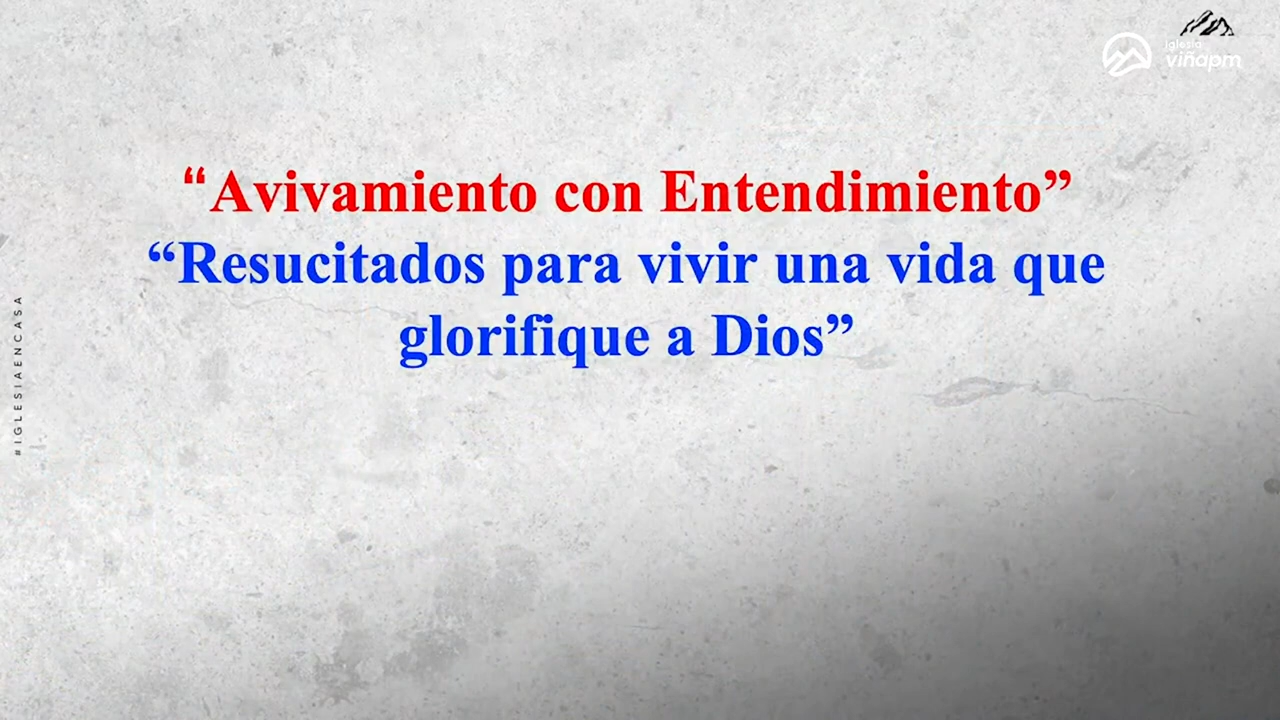 Iglesia
viñapm
“Avivamiento con Entendimiento”
“Resucitados para vivir una vida que
glorifique a Dios”
#IGLESIAENCASA